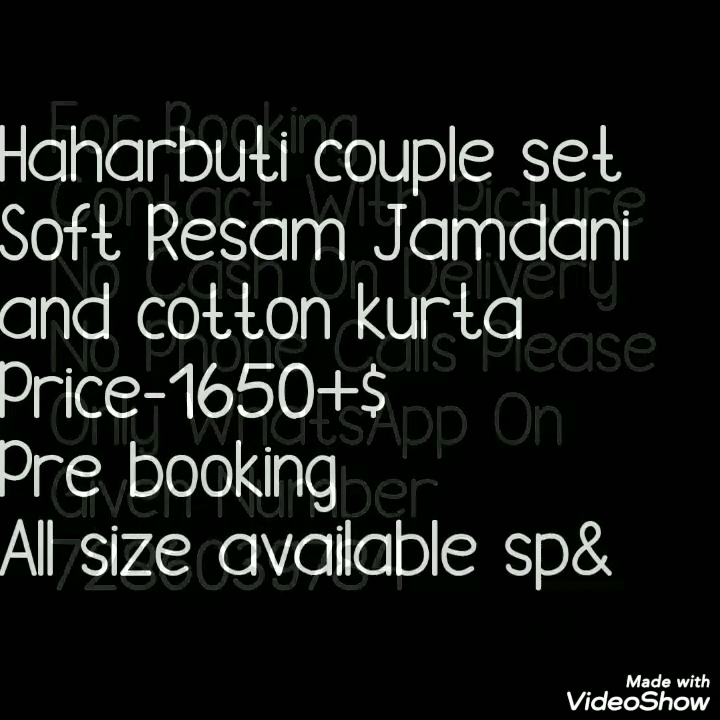 Haharbuti couple set
Soft Resam Jamdani
and cotton kurta
Price-1650+$
Pre booking
All size available sp&
For Booking
Contact With Picture
No Cash On Delivery
No Phone Calls Please
Only WhatsApp On
Given Number
Made with
VideoShow